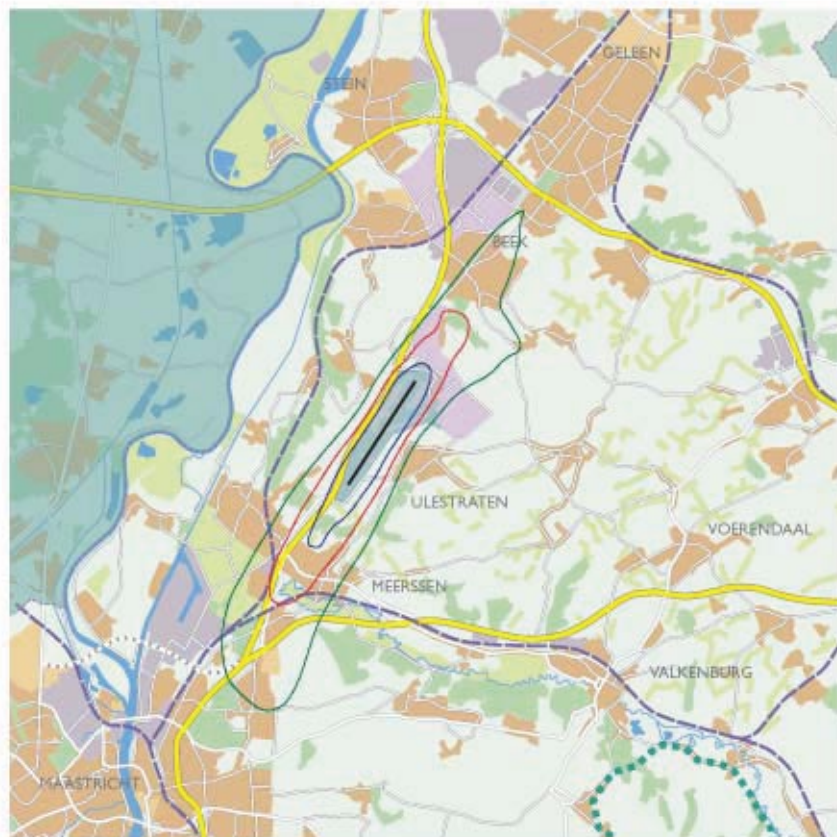 GELEEN
STEIN
BEEK
ULESTRATEN
VOERENDAAL
MEERSSEN
VALKENBURG
MAASTRICHT